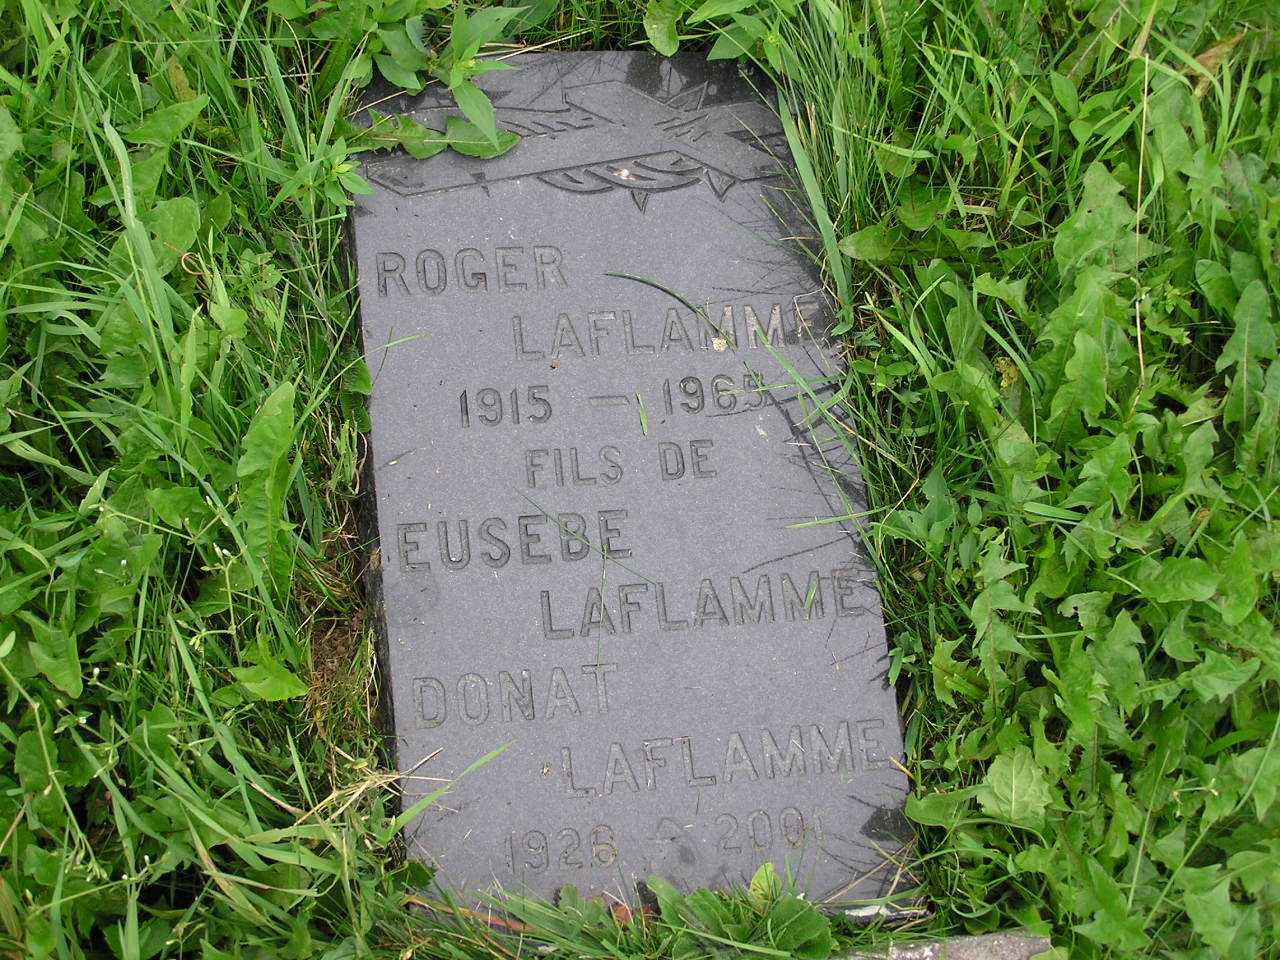 ROGER
LAFLAMME
1915 – 1965
FILS DE
EUSEBE
LAFLAMME
DONAT
LAFLAMME
1926 – 2001